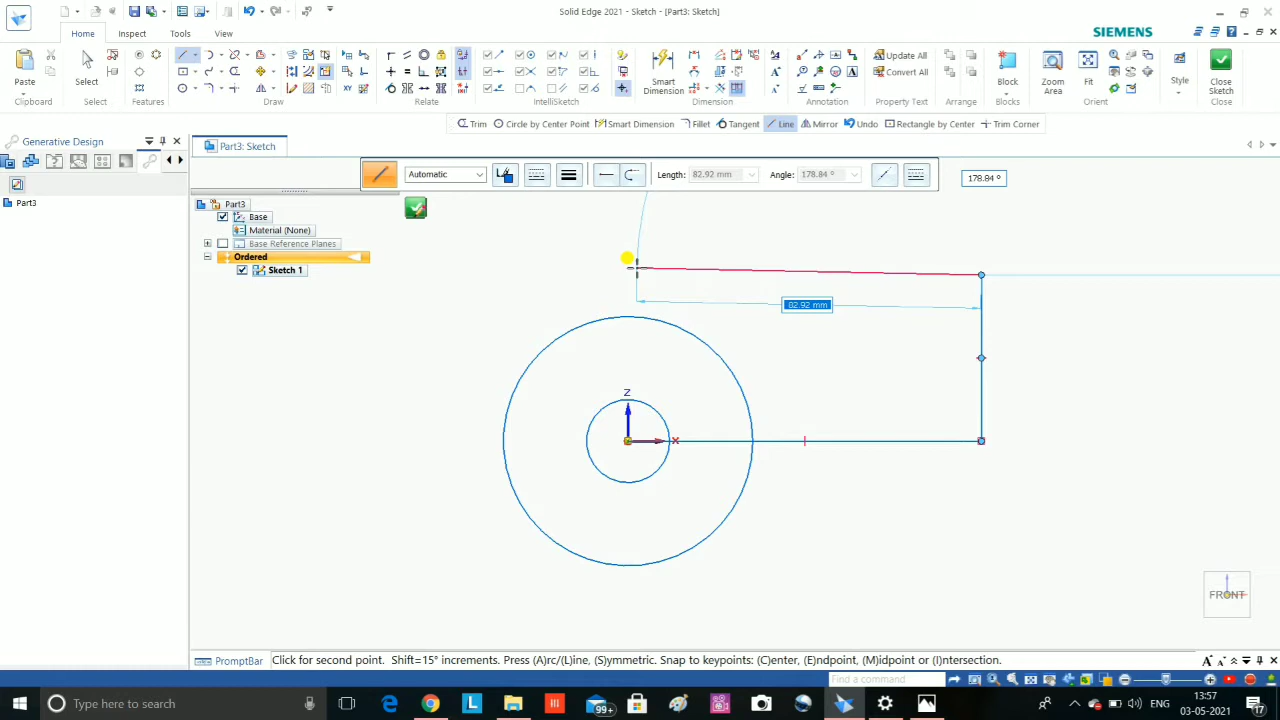 Solid Edge 2021 - Sketch - [Part3: Sketch]
Home Inspect Tools View
SIEMENS
Paste
Select
Smart Dimension
Update All
Convert All
Block
Zoom Area
Fit
Style
Close Sketch
Clipboard Select Features Draw Relate IntelliSketch Dimension Annotation Property Text Arrange Blocks Orient Close
Trim Circle by Center Point Smart Dimension Fillet Tangent Line Mirror Undo Rectangle by Center Trim Corner
Generative Design
Part3: Sketch
Automatic Length: 82.92 mm Angle: 178.84 º
178.84 º
Part3
Part3
Base
Material (None)
Base Reference Planes
Ordered
Sketch 1
82.92 mm
Z
X
FRONT
PromptBar Click for second point. Shift=15° increments. Press (A)rc/(L)ine, (S)ymmetric. Snap to keypoints: (C)enter, (E)ndpoint, (M)idpoint or (I)ntersection.
Find a command
Type here to search
99+
ENG
13:57
03-05-2021
17